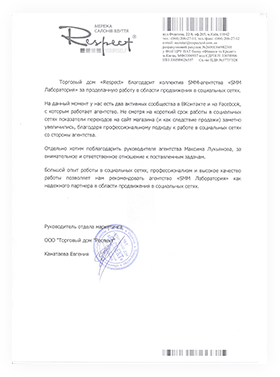 МЕРЕЖА
САЛОНІВ ВЗУТТЯ
Respect
Торговый дом «Respect» благодарит коллектив SMM-агентства «SMM
Лаборатория» за проделанную работу в области продвижения в социальных сетях.
На данный момент у нас есть два активных сообщества в ВКонтакте и на Facebook,
с которым работает агентство. Не смотря на короткий срок работы в социальных
сетях показатели переходов на сайт магазина (и как следствие продажи) заметно
увеличились, благодаря профессиональному подходу к работе в социальных сетях со
стороны агентства.
Отдельно хотим поблагодарить руководителя агентства Максима Лукьянова, за
внимательное и ответственное отношение к поставленным задачам.
Большой опыт работы в социальных сетях, профессионализм и высокое качество
работы позволяет нам рекомендовать агентство «SMM Лаборатория» как
надежного партнера в области продвижения в социальных сетях.
Руководитель отдела маркетинга
ООО "Торговый дом "Респект"
Канатаева Евгения